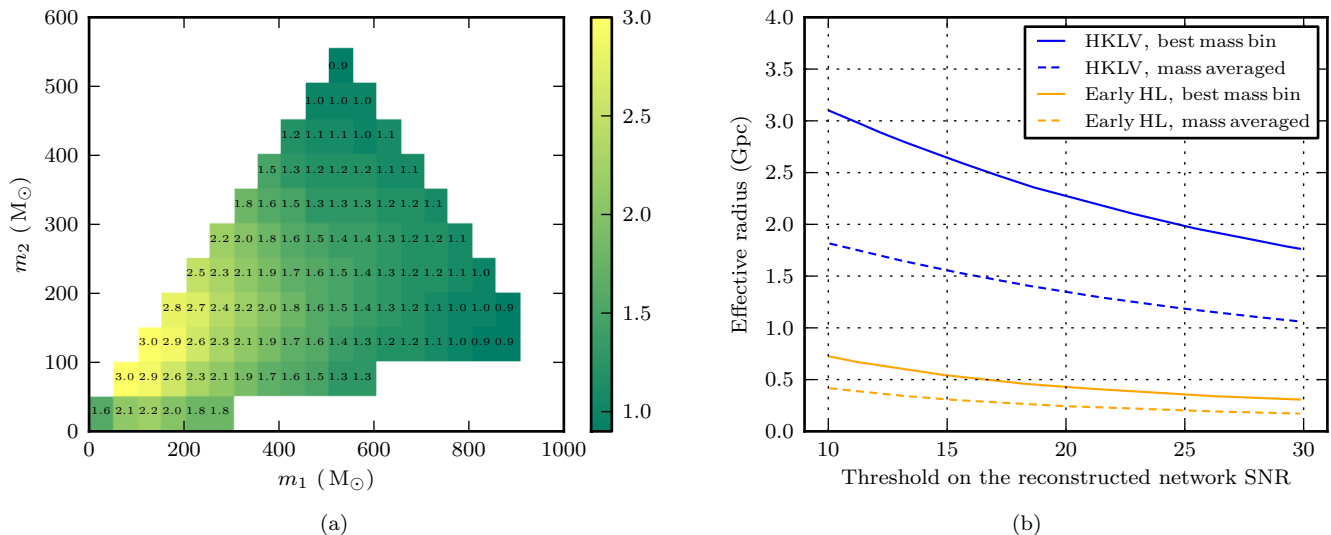 600
500
400
300
200
100
0
m₂ (M☉)
0.9
1.0 1.0 1.0
1.2 1.1 1.1 1.0 1.1
1.5 1.3 1.2 1.2 1.2 1.1 1.1
1.8 1.6 1.5 1.3 1.3 1.3 1.2 1.2 1.1
2.2 2.0 1.8 1.6 1.5 1.4 1.4 1.3 1.2 1.2 1.1
2.5 2.3 2.1 1.9 1.7 1.6 1.5 1.4 1.3 1.2 1.2 1.1 1.0
2.8 2.7 2.4 2.2 2.0 1.8 1.6 1.5 1.4 1.3 1.2 1.1 1.0 1.0 0.9
3.0 2.9 2.6 2.3 2.1 1.9 1.7 1.6 1.4 1.3 1.2 1.1 1.0 1.0 0.9 0.9
3.0 2.9 2.6 2.3 2.1 1.9 1.7 1.6 1.5 1.3 1.3
1.6 2.1 2.2 2.0 1.8 1.8
0 200 400 600 800 1000
m₁ (M☉)
3.0
2.5
2.0
1.5
1.0
(a)
4.0
3.5
3.0
2.5
2.0
1.5
1.0
0.5
0.0
Effective radius (Gpc)
HKLV, best mass bin
HKLV, mass averaged
Early HL, best mass bin
Early HL, mass averaged
10 15 20 25 30
Threshold on the reconstructed network SNR
(b)